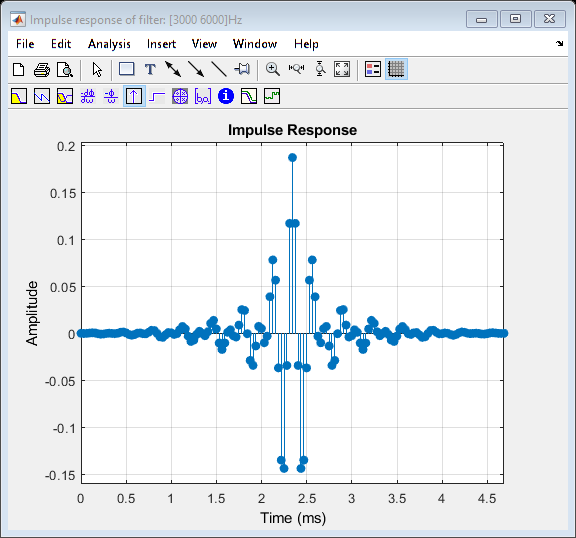 Impulse response of filter: [3000 6000]Hz
File Edit Analysis Insert View Window Help
Impulse Response
0.2
0.15
0.1
0.05
0
-0.05
-0.1
-0.15
Amplitude
0 0.5 1 1.5 2 2.5 3 3.5 4 4.5
Time (ms)